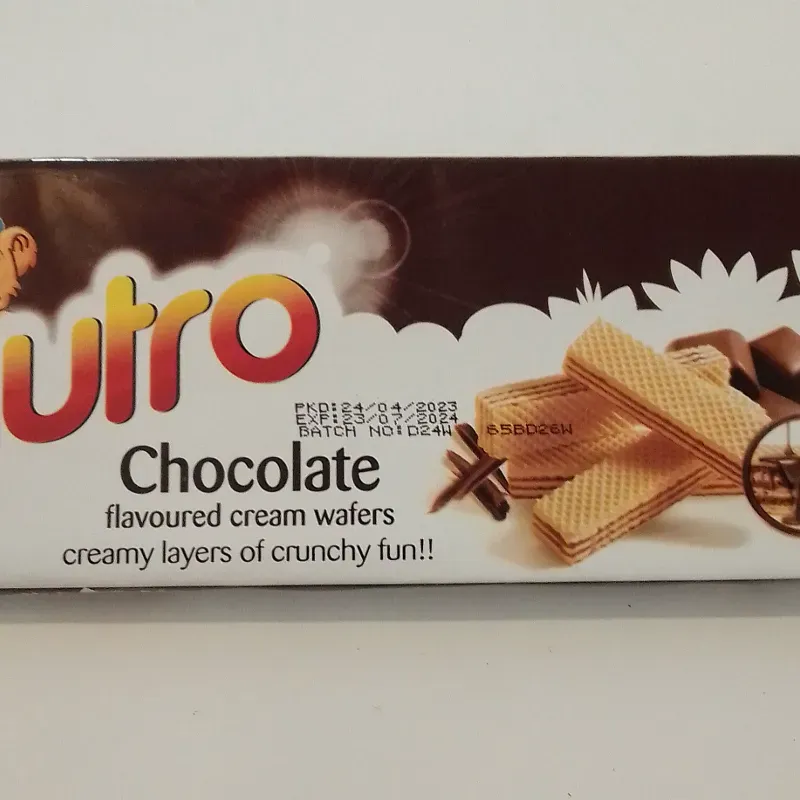 utro
PKD:24/04/2023
EXP:23/07/2024
BATCH NO:D24W 85BD26W
Chocolate
flavoured cream wafers
creamy layers of crunchy fun!!